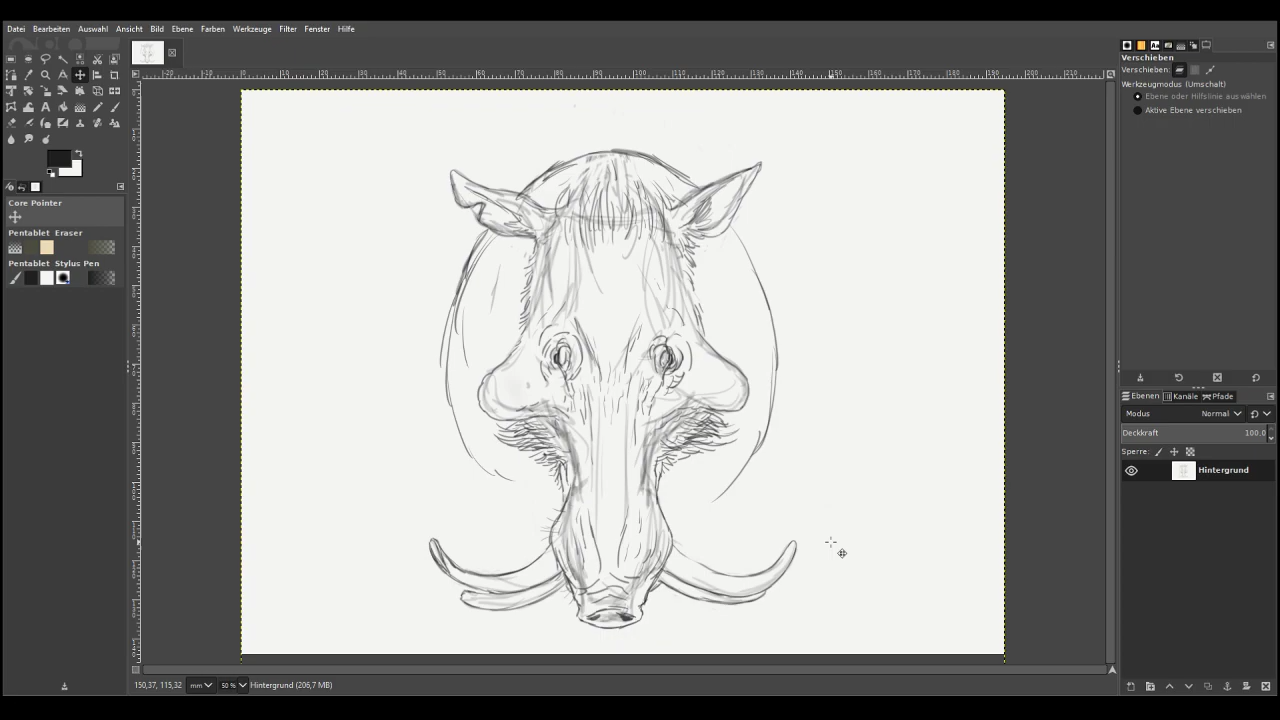 Datei Bearbeiten Auswahl Ansicht Bild Ebene Farben Werkzeuge Filter Fenster Hilfe
Core Pointer
Pentablet Eraser
Pentablet Stylus Pen
Verschieben
Verschieben:
Werkzeugmodus (Umschalt)
Ebene oder Hilfslinie auswählen
Aktive Ebene verschieben
Ebenen Kanäle Pfade
Modus Normal
Deckkraft 100.0
Sperre:
Hintergrund
150,37, 115,32 mm 50 % Hintergrund (206,7 MB)